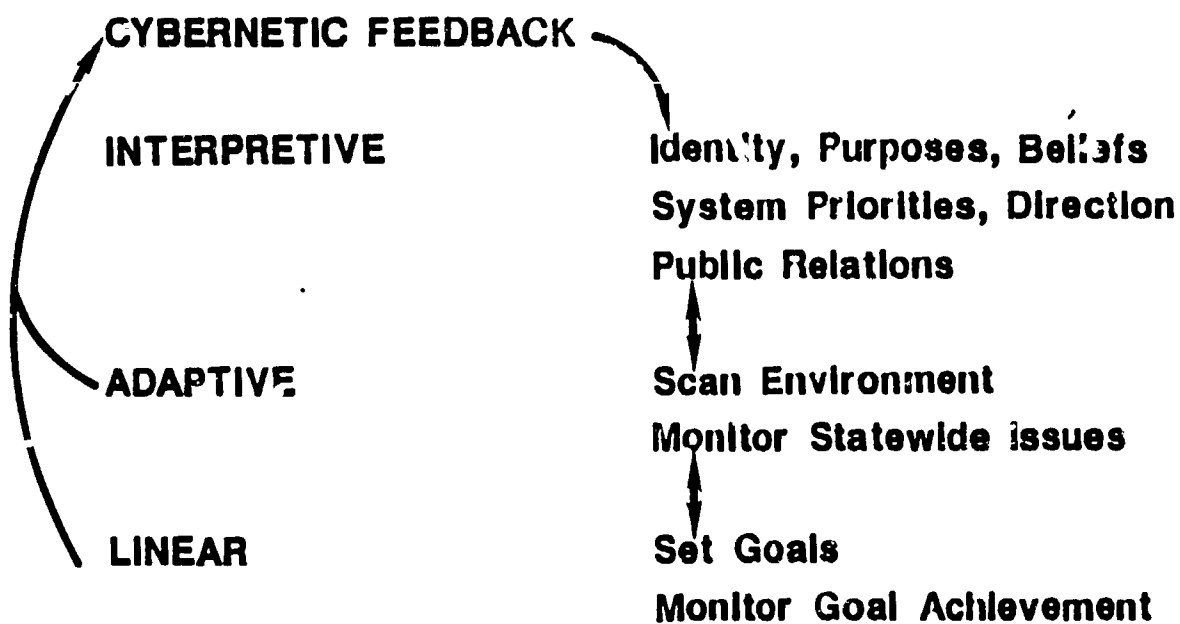 CYBERNETIC FEEDBACK
INTERPRETIVE
Identity, Purposes, Beliefs
System Priorities, Direction
Public Relations
ADAPTIVE
Scan Environment
Monitor Statewide Issues
LINEAR
Set Goals
Monitor Goal Achievement